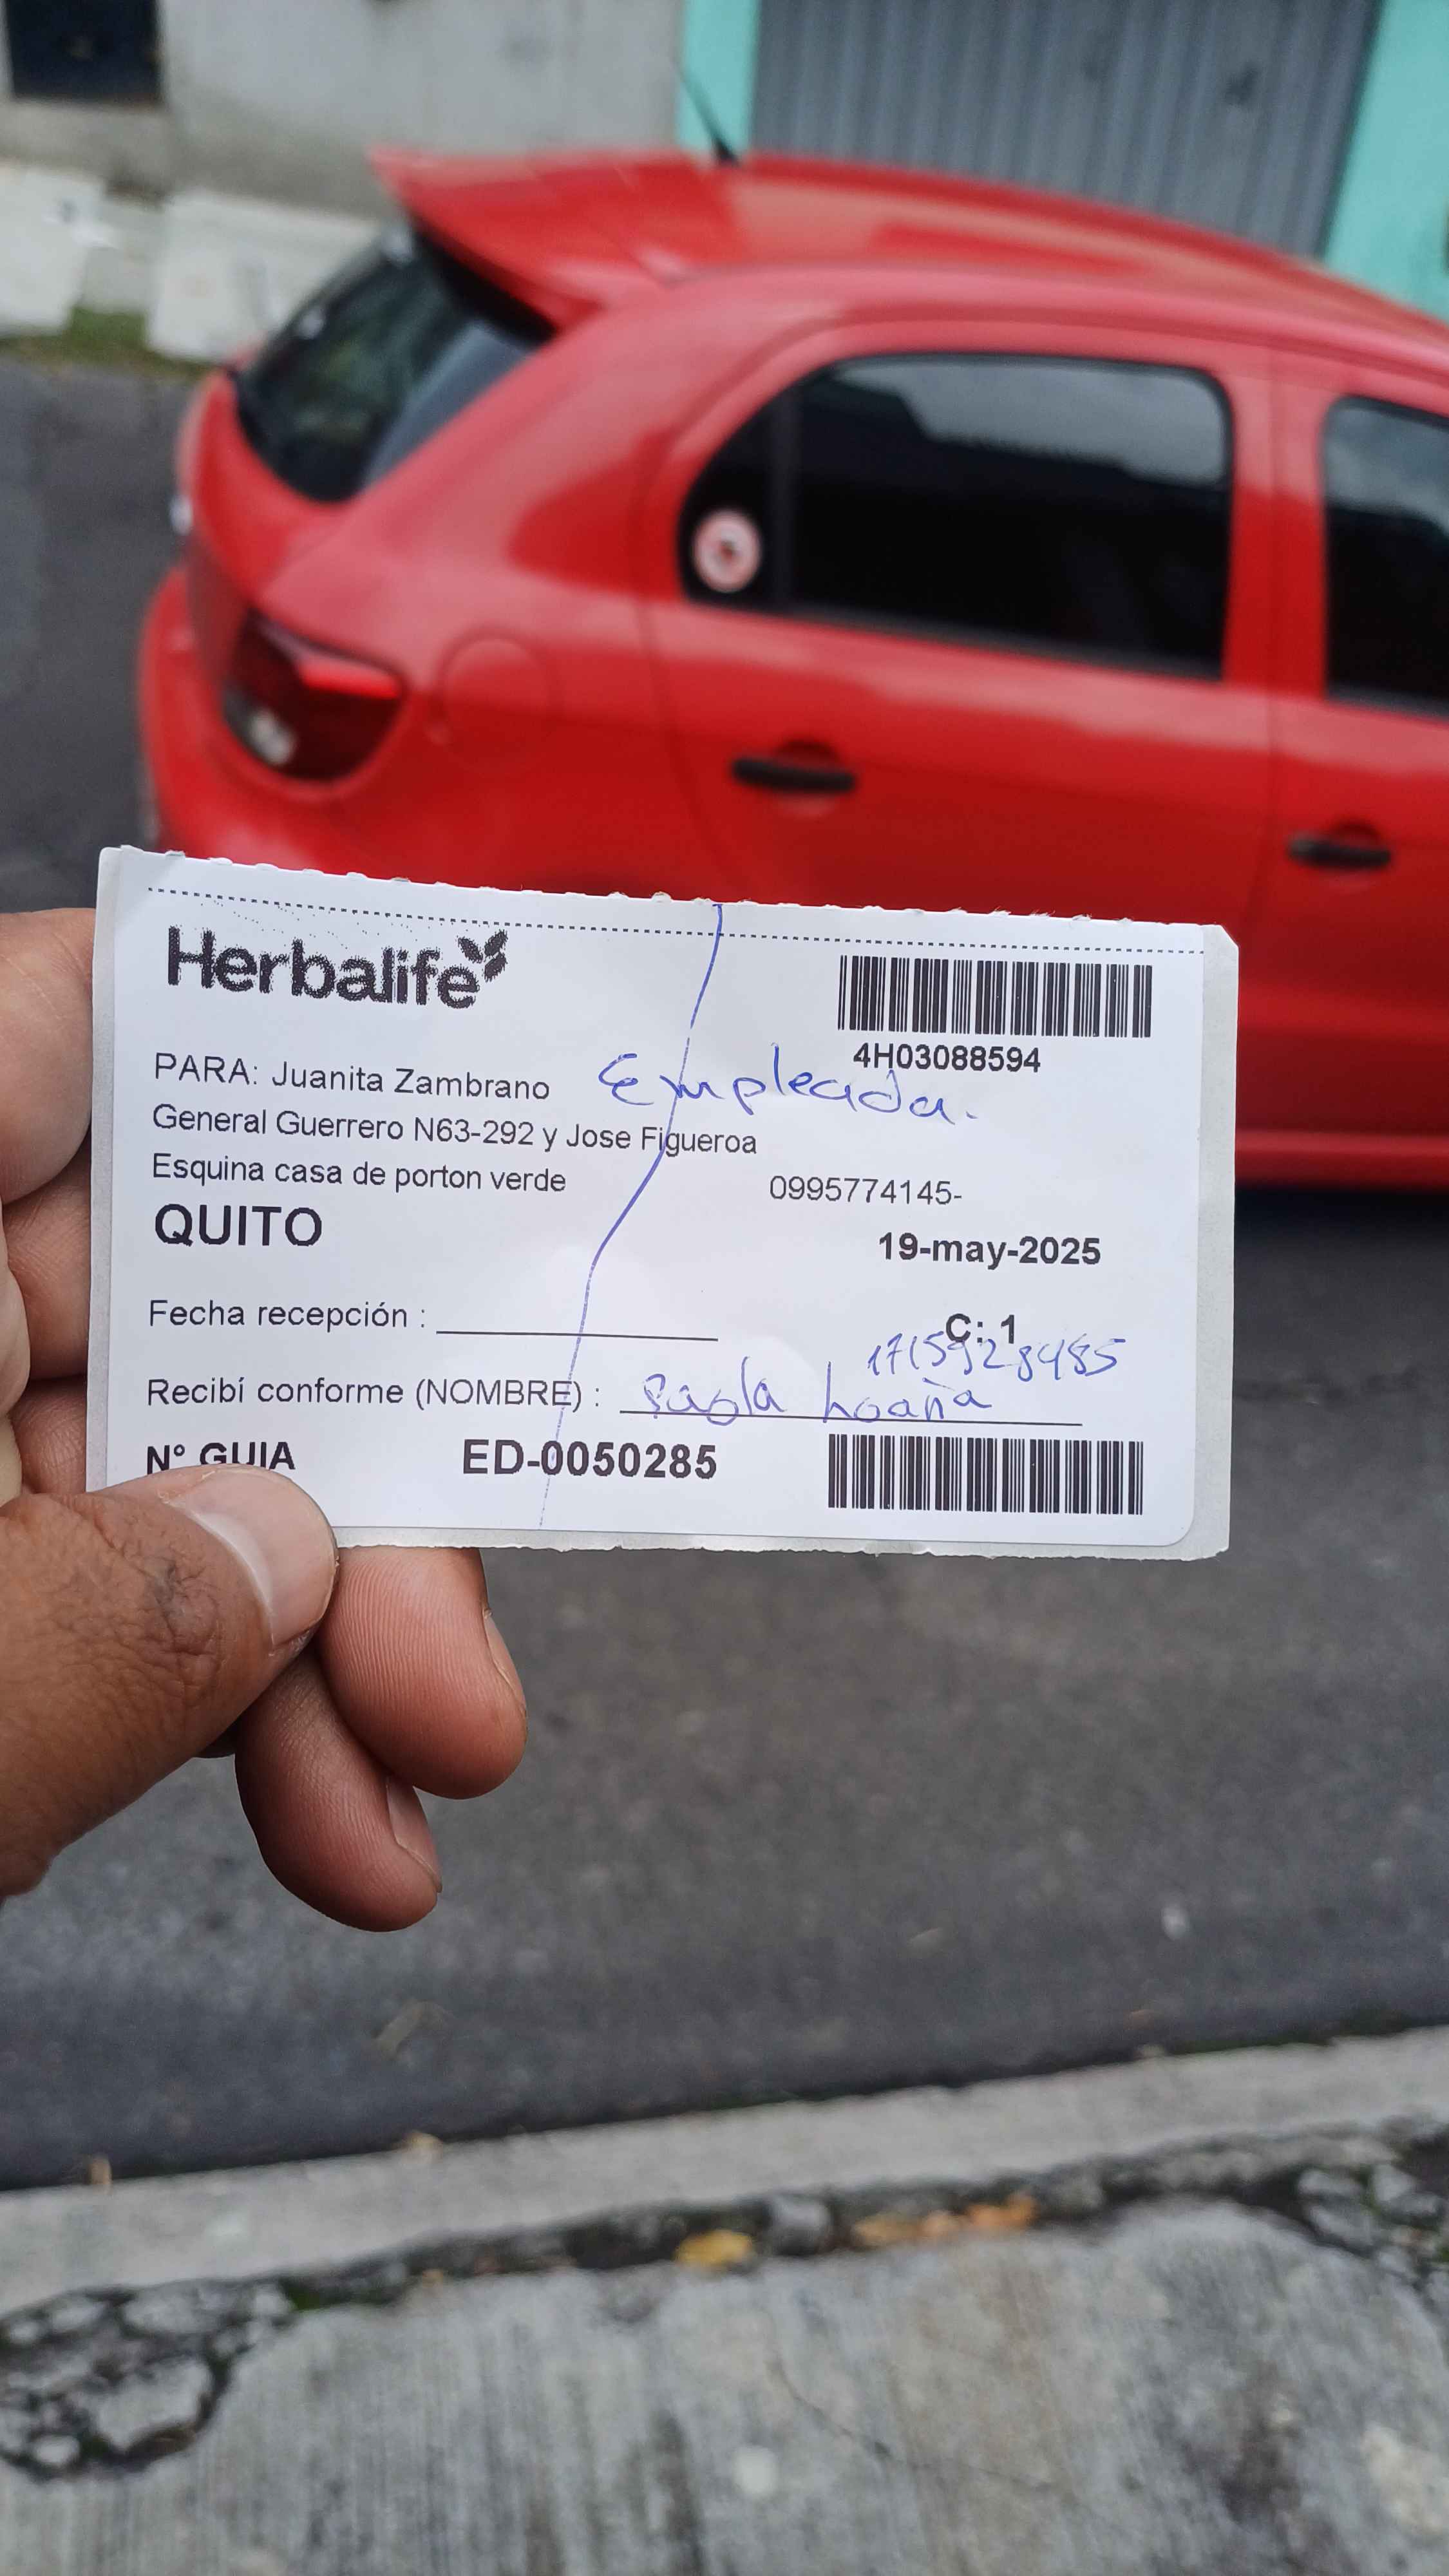 Herbalife
4H03088594
PARA: Juanita Zambrano Empleada.
General Guerrero N63-292 y Jose Figueroa
Esquina casa de porton verde 0995774145-
QUITO
19-may-2025
Fecha recepción :
C: 1
1715928485
Recibí conforme (NOMBRE) : Paola Loaña
N° GUIA ED-0050285